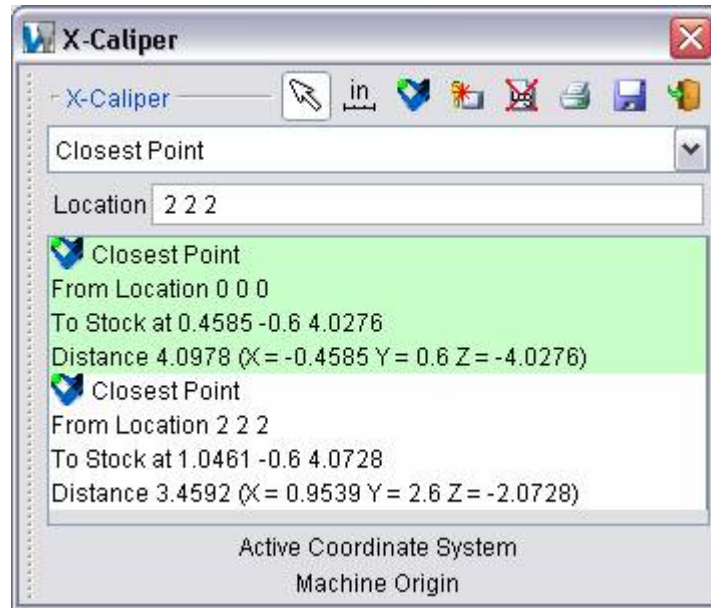 X-Caliper
X-Caliper
in
Closest Point
Location 2 2 2
Closest Point
From Location 0 0 0
To Stock at 0.4585 -0.6 4.0276
Distance 4.0978 (X = -0.4585 Y = 0.6 Z = -4.0276)
Closest Point
From Location 2 2 2
To Stock at 1.0461 -0.6 4.0728
Distance 3.4592 (X = 0.9539 Y = 2.6 Z = -2.0728)
Active Coordinate System
Machine Origin